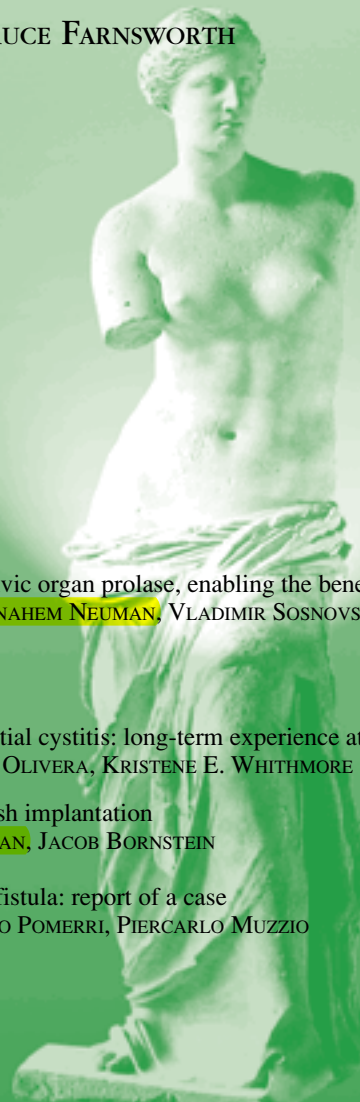 UCE FARNSWORTH
vic organ prolase, enabling the bene
NAHEM NEUMAN, VLADIMIR SOSNOVS
tial cystitis: long-term experience at
OLIVERA, KRISTENE E. WHITHMORE
sh implantation
AN, JACOB BORNSTEIN
fistula: report of a case
O POMERRI, PIERCARLO MUZZIO